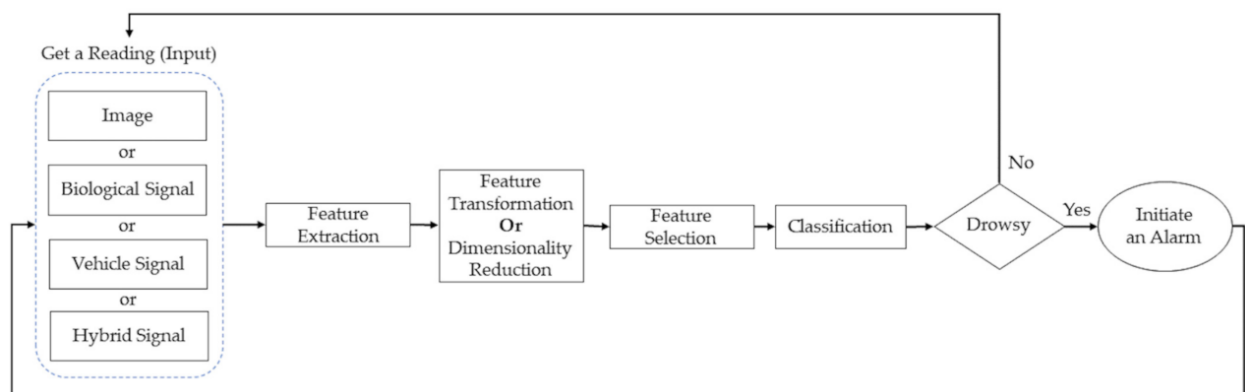 Get a Reading (Input)
Image
or
Biological Signal
or
Vehicle Signal
or
Hybrid Signal
Feature
Extraction
Feature
Transformation
Or
Dimensionality
Reduction
Feature
Selection
Classification
Drowsy
No
Yes
Initiate
an Alarm